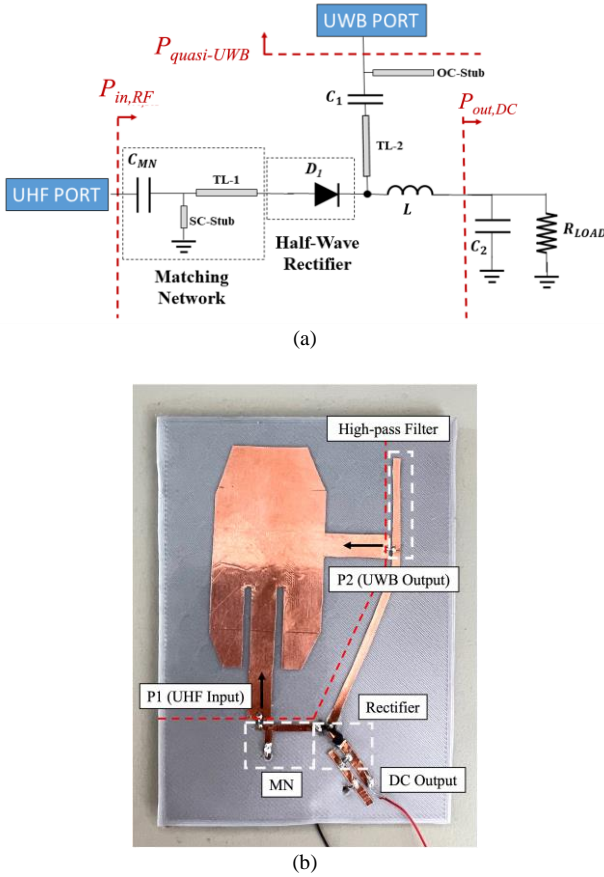 UWB PORT
P_quasi-UWB
OC-Stub
C_1
P_in,RF
P_out,DC
C_MN
TL-2
TL-1
D_1
UHF PORT
SC-Stub
L
C_2
R_LOAD
Half-Wave
Rectifier
Matching
Network
(a)
High-pass Filter
P2 (UWB Output)
P1 (UHF Input)
Rectifier
MN
DC Output
(b)